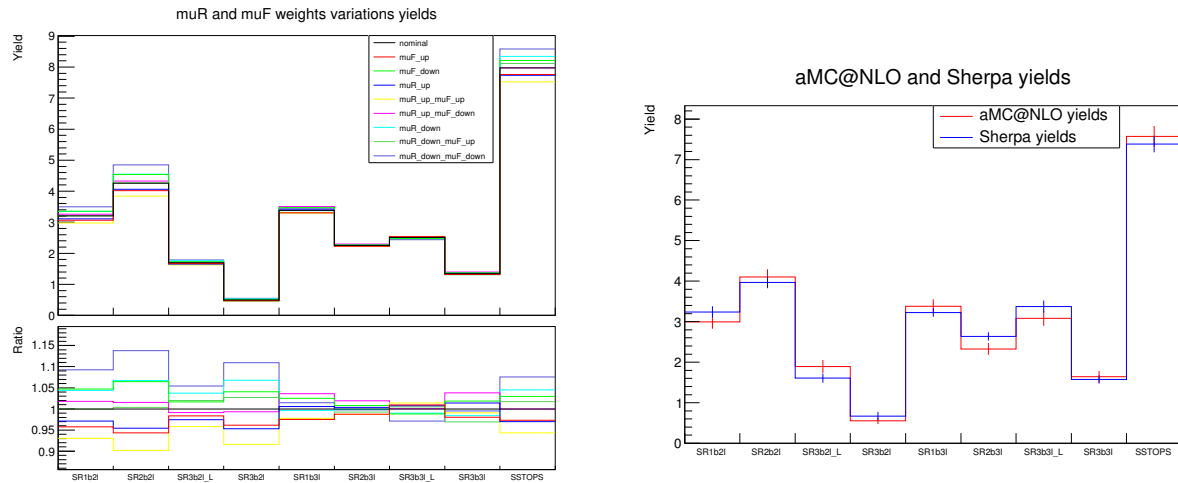 muR and muF weights variations yields
Yield
9
8
7
6
5
4
3
2
1
0
nominal
muF_up
muF_down
muR_up
muR_up_muF_up
muR_up_muF_down
muR_down
muR_down_muF_up
muR_down_muF_down
Ratio
1.15
1.1
1.05
1
0.95
0.9
SR1b2l SR2b2l SR3b2l_L SR3b2l SR1b3l SR2b3l SR3b3l_L SR3b3l SSTOPS
aMC@NLO and Sherpa yields
Yield
8
7
6
5
4
3
2
1
0
aMC@NLO yields
Sherpa yields
SR1b2l SR2b2l SR3b2l_L SR3b2l SR1b3l SR2b3l SR3b3l_L SR3b3l SSTOPS